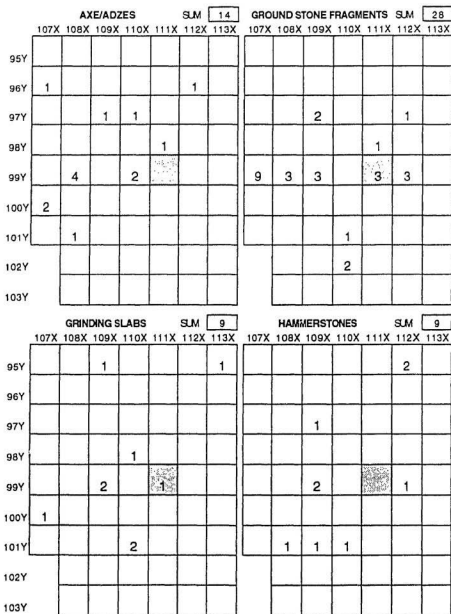 AXE/ADZES SUM 14
107X 108X 109X 110X 111X 112X 113X
95Y
96Y 1 1
97Y 1 1
98Y 1
99Y 4 2
100Y 2
101Y 1
102Y
103Y
GROUND STONE FRAGMENTS SUM 28
107X 108X 109X 110X 111X 112X 113X
2 1
1
9 3 3 3 3
1
2
GRINDING SLABS SUM 9
107X 108X 109X 110X 111X 112X 113X
95Y 1 1
96Y
97Y
98Y 1
99Y 2 1
100Y 1
101Y 2
102Y
103Y
HAMMERSTONES SUM 9
107X 108X 109X 110X 111X 112X 113X
2
1
2 1
1 1 1